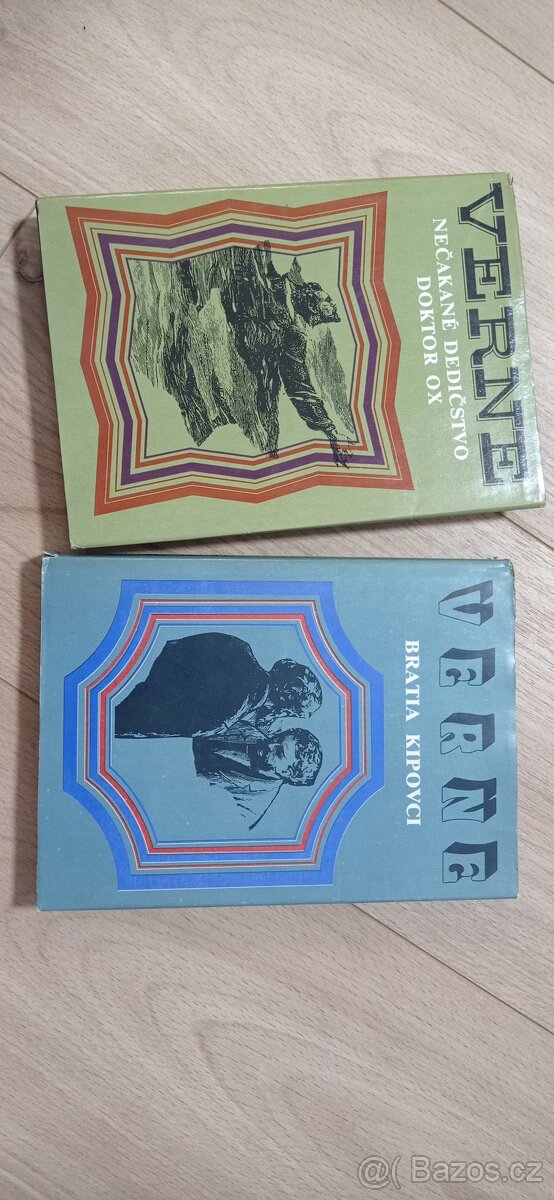 VERNE
NEČAKANÉ DEDIČSTVO
DOKTOR OX
VERNE
BRATIA KIPOVCI
@ Bazos.cz